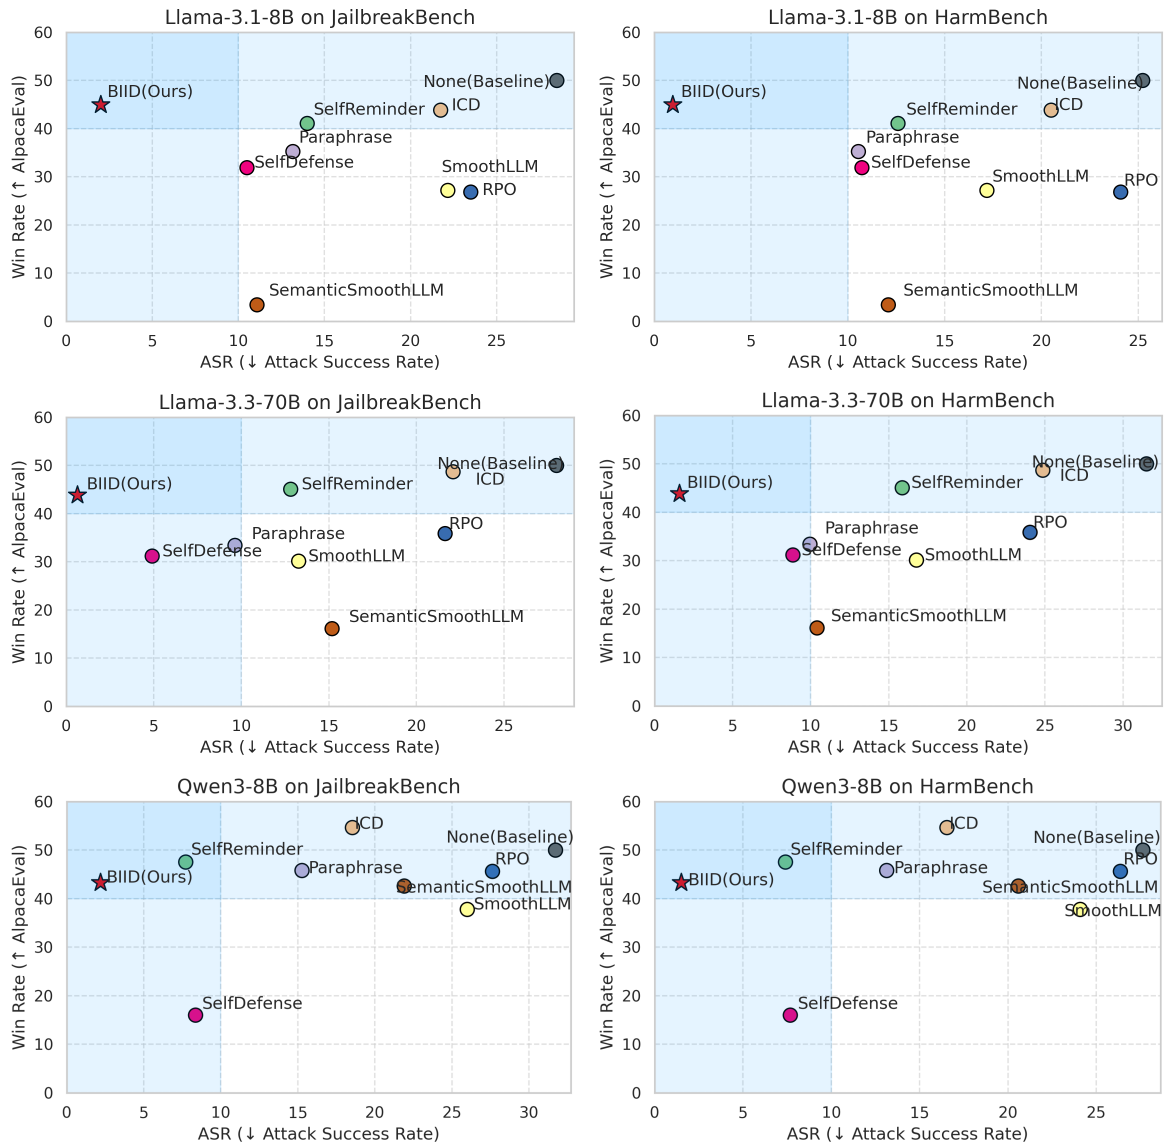 Llama-3.1-8B on JailbreakBench
Win Rate (↑ AlpacaEval)
60
50
40
30
20
10
0
None(Baseline)
BIID(Ours)
ICD
SelfReminder
Paraphrase
SelfDefense
SmoothLLM
RPO
SemanticSmoothLLM
0 5 10 15 20 25
ASR (↓ Attack Success Rate)
Llama-3.1-8B on HarmBench
Win Rate (↑ AlpacaEval)
60
50
40
30
20
10
0
None(Baseline)
BIID(Ours)
ICD
SelfReminder
Paraphrase
SelfDefense
SmoothLLM
RPO
SemanticSmoothLLM
0 5 10 15 20 25
ASR (↓ Attack Success Rate)
Llama-3.3-70B on JailbreakBench
Win Rate (↑ AlpacaEval)
60
50
40
30
20
10
0
None(Baseline)
ICD
BIID(Ours)
SelfReminder
RPO
Paraphrase
SelfDefense
SmoothLLM
SemanticSmoothLLM
0 5 10 15 20 25
ASR (↓ Attack Success Rate)
Llama-3.3-70B on HarmBench
Win Rate (↑ AlpacaEval)
60
50
40
30
20
10
0
None(Baseline)
ICD
BIID(Ours)
SelfReminder
RPO
Paraphrase
SelfDefense
SmoothLLM
SemanticSmoothLLM
0 5 10 15 20 25 30
ASR (↓ Attack Success Rate)
Qwen3-8B on JailbreakBench
Win Rate (↑ AlpacaEval)
60
50
40
30
20
10
0
ICD
None(Baseline)
SelfReminder
RPO
Paraphrase
BIID(Ours)
SemanticSmoothLLM
SmoothLLM
SelfDefense
0 5 10 15 20 25 30
ASR (↓ Attack Success Rate)
Qwen3-8B on HarmBench
Win Rate (↑ AlpacaEval)
60
50
40
30
20
10
0
ICD
None(Baseline)
SelfReminder
RPO
Paraphrase
BIID(Ours)
SemanticSmoothLLM
SmoothLLM
SelfDefense
0 5 10 15 20 25
ASR (↓ Attack Success Rate)